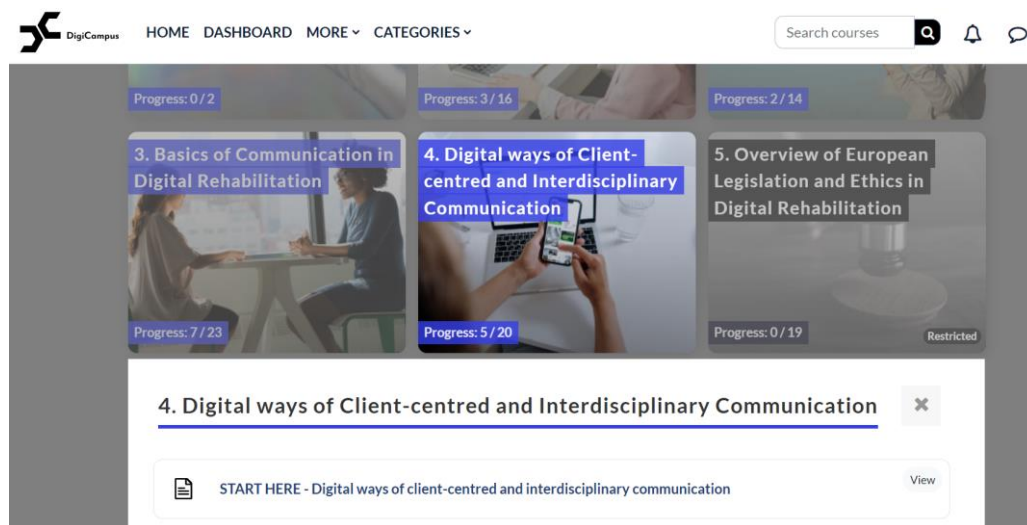 DigiCampus
HOME DASHBOARD MORE CATEGORIES
Search courses
Progress: 0 / 2
Progress: 3 / 16
Progress: 2 / 14
3. Basics of Communication in
Digital Rehabilitation
Progress: 7 / 23
4. Digital ways of Client-
centred and Interdisciplinary
Communication
Progress: 5 / 20
5. Overview of European
Legislation and Ethics in
Digital Rehabilitation
Progress: 0 / 19
Restricted
4. Digital ways of Client-centred and Interdisciplinary Communication
START HERE - Digital ways of client-centred and interdisciplinary communication
View